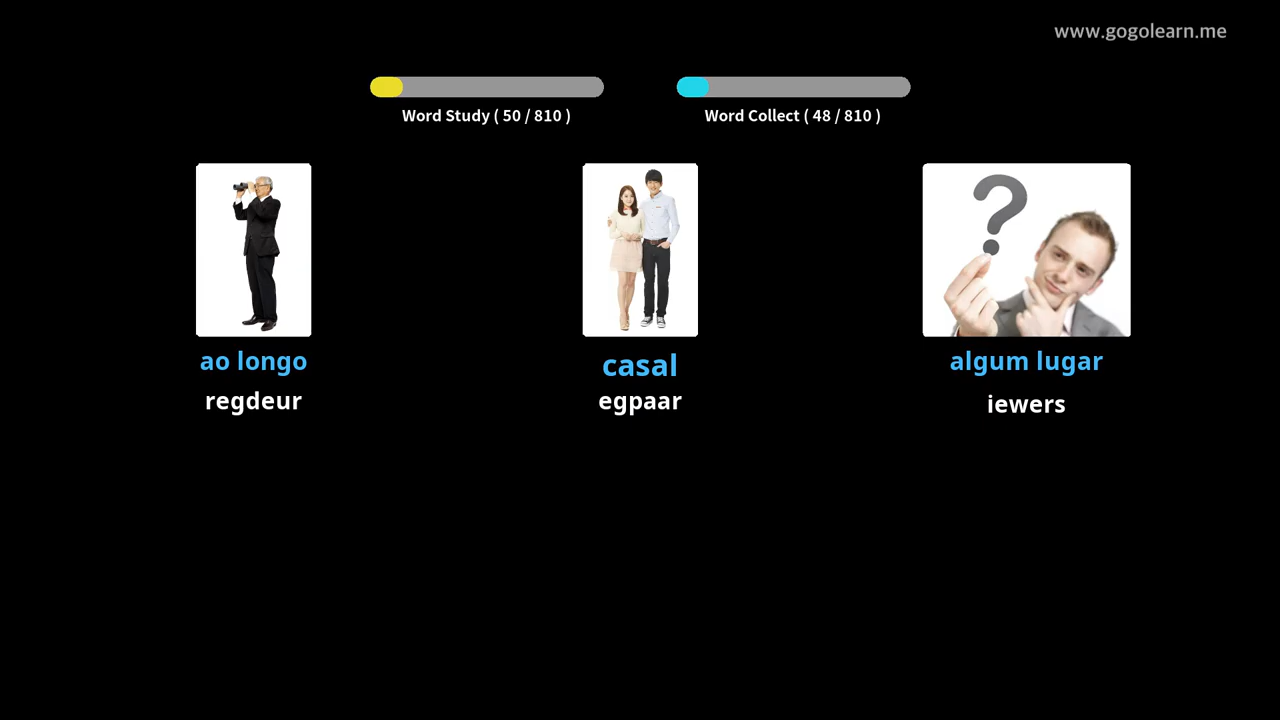 www.gogolearn.me
Word Study ( 50 / 810 )
Word Collect ( 48 / 810 )
ao longo
casal
algum lugar
regdeur
egpaar
iewers